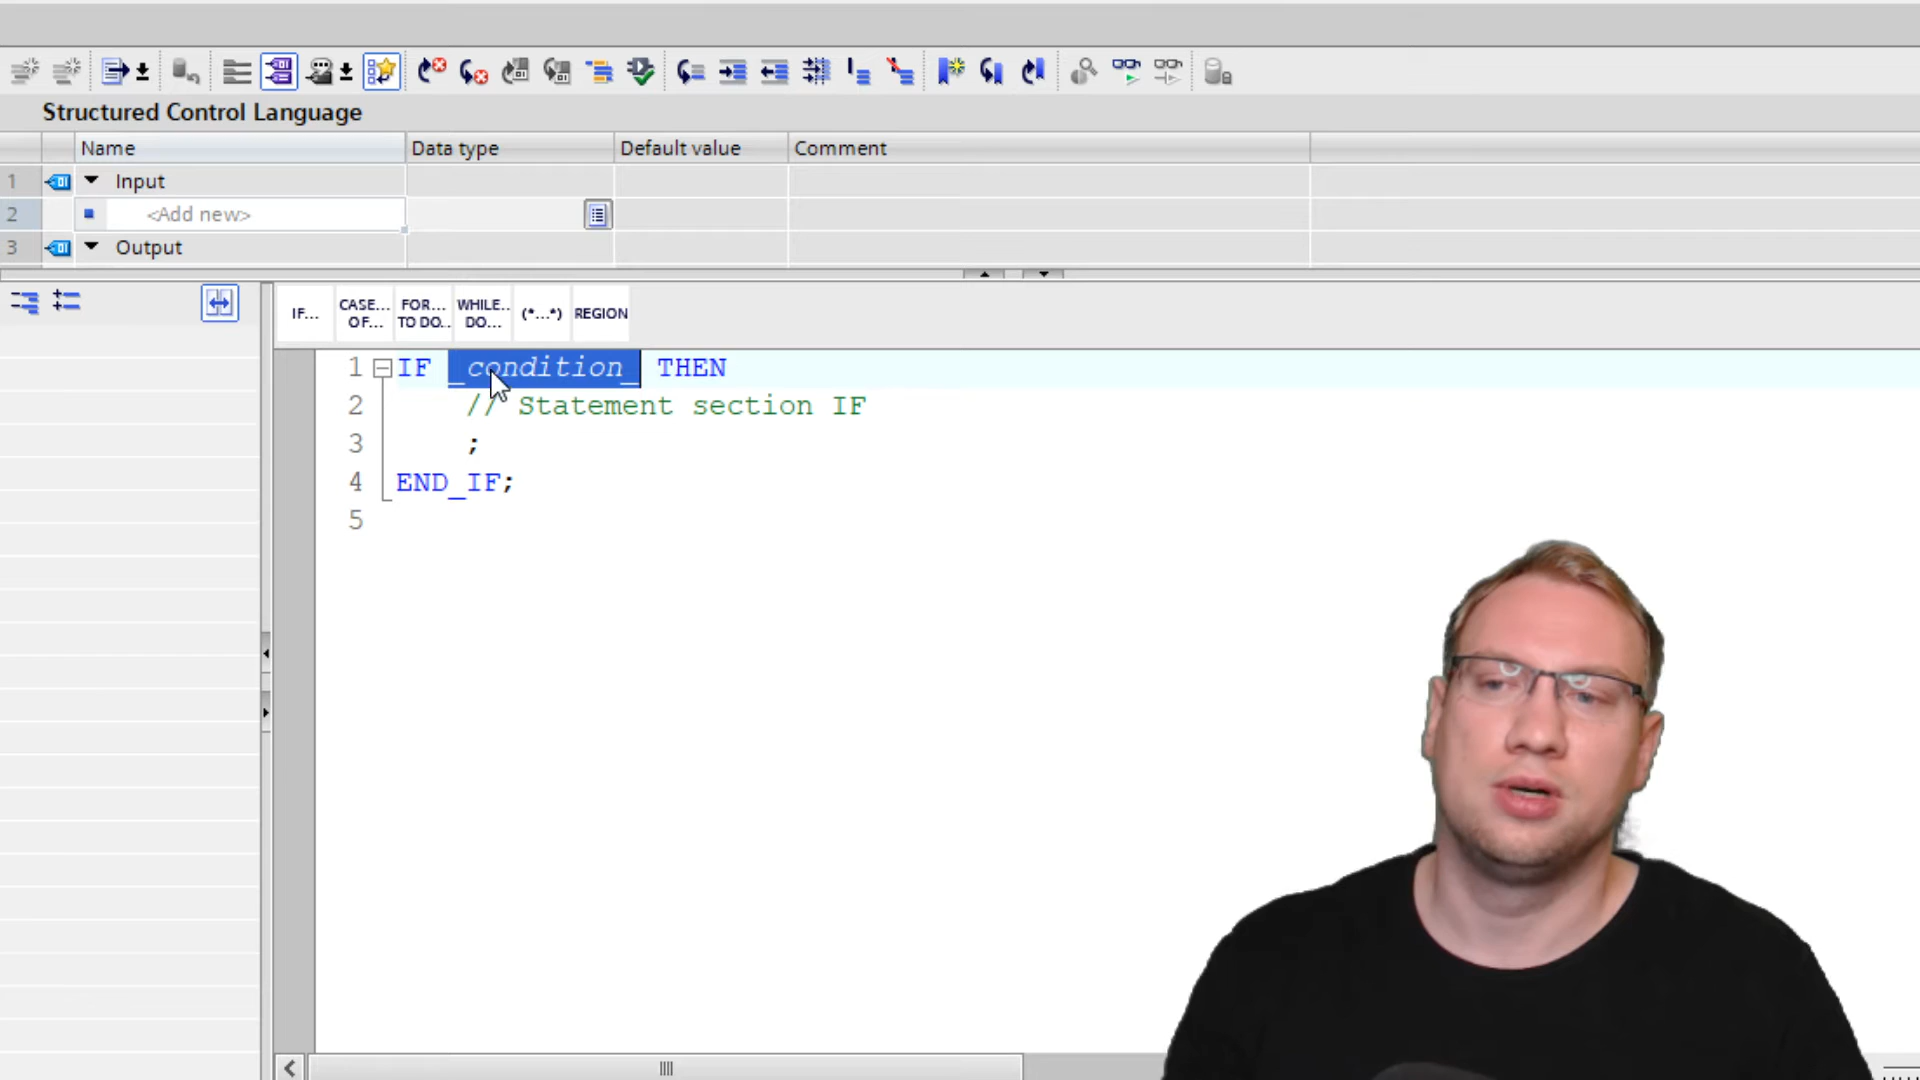 Structured Control Language
Name Data type Default value Comment
1 Input
2 <Add new>
3 Output
IF... CASE... OF... FOR... TO DO... WHILE.. DO... (*...*) REGION
1 IF _condition_ THEN
2 // Statement section IF
3 ;
4 END_IF;
5